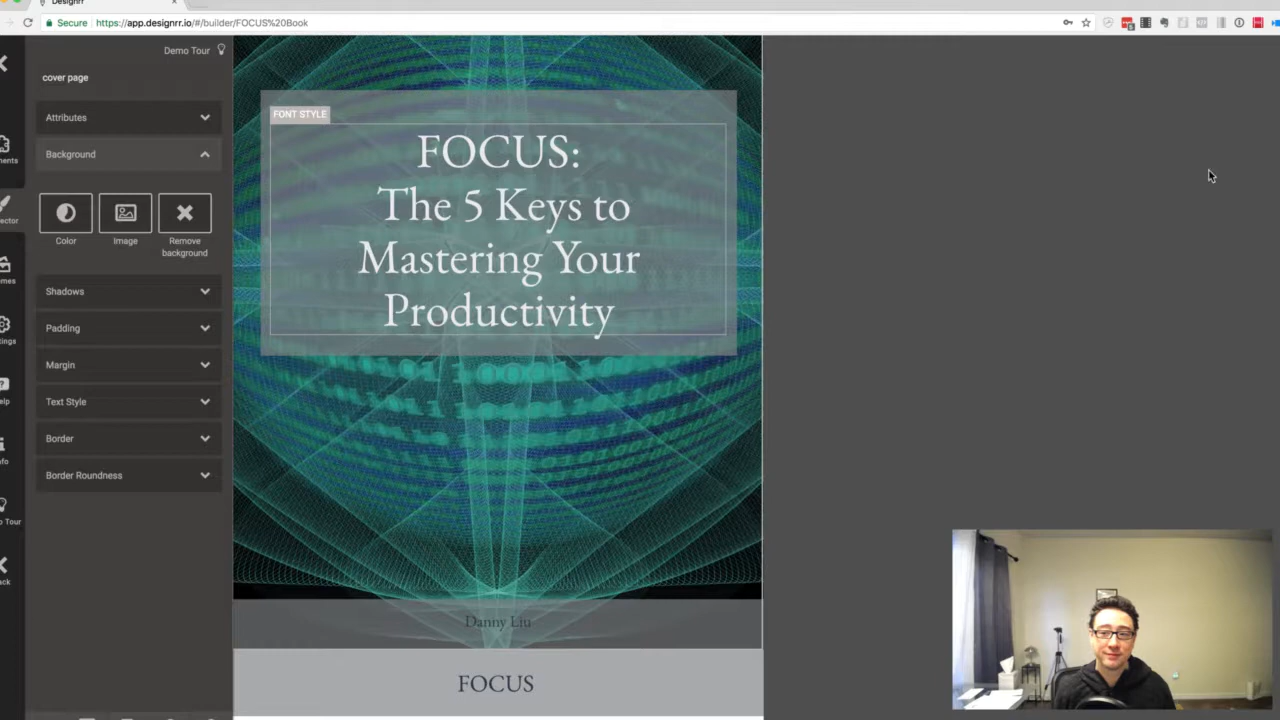 Designrr
Secure
https://app.designrr.io/#/builder/FOCUS%20Book
Demo Tour
cover page
Attributes
Background
Color
Image
Remove
background
Shadows
Padding
Margin
Text Style
Border
Border Roundness
FONT STYLE
FOCUS:
The 5 Keys to
Mastering Your
Productivity
Danny Liu
FOCUS